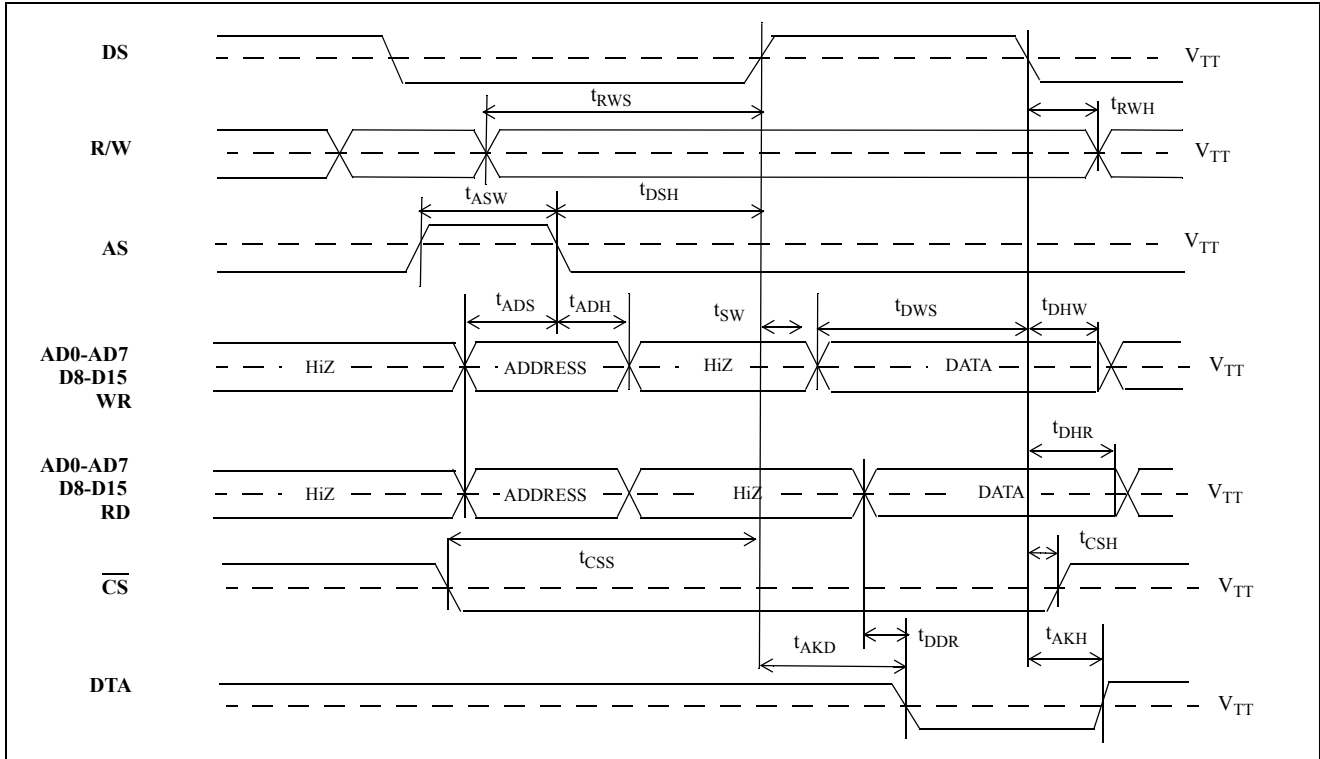 DS
V_TT
t_RWS
t_RWH
R/W
V_TT
t_ASW
t_DSH
AS
V_TT
t_ADS
t_ADH
t_SW
t_DWS
t_DHW
AD0-AD7
D8-D15
WR
HiZ
ADDRESS
HiZ
DATA
V_TT
t_DHR
AD0-AD7
D8-D15
RD
HiZ
ADDRESS
HiZ
DATA
V_TT
t_CSS
t_CSH
C̅S̅
V_TT
t_AKD
t_DDR
t_AKH
DTA
V_TT